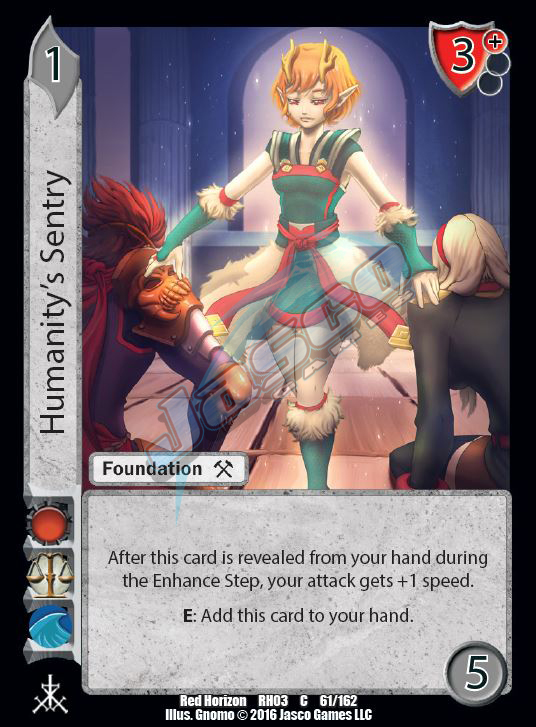 1
3 +
Humanity's Sentry
Jasco
Foundation
After this card is revealed from your hand during
the Enhance Step, your attack gets +1 speed.
E: Add this card to your hand.
5
Red Horizon RH03 C 61/162
Illus. Gnomo © 2016 Jasco Games LLC